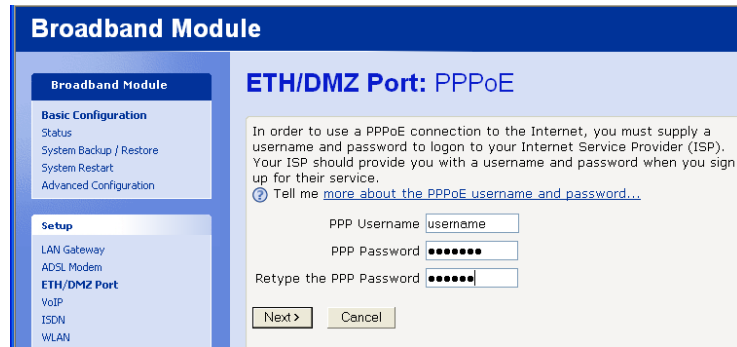 Broadband Module
Broadband Module
Basic Configuration
Status
System Backup / Restore
System Restart
Advanced Configuration
Setup
LAN Gateway
ADSL Modem
ETH/DMZ Port
VoIP
ISDN
WLAN
ETH/DMZ Port: PPPoE
In order to use a PPPoE connection to the Internet, you must supply a
username and password to logon to your Internet Service Provider (ISP).
Your ISP should provide you with a username and password when you sign
up for their service.
? Tell me more about the PPPoE username and password...
PPP Username username
PPP Password •••••••
Retype the PPP Password ••••••
Next > Cancel